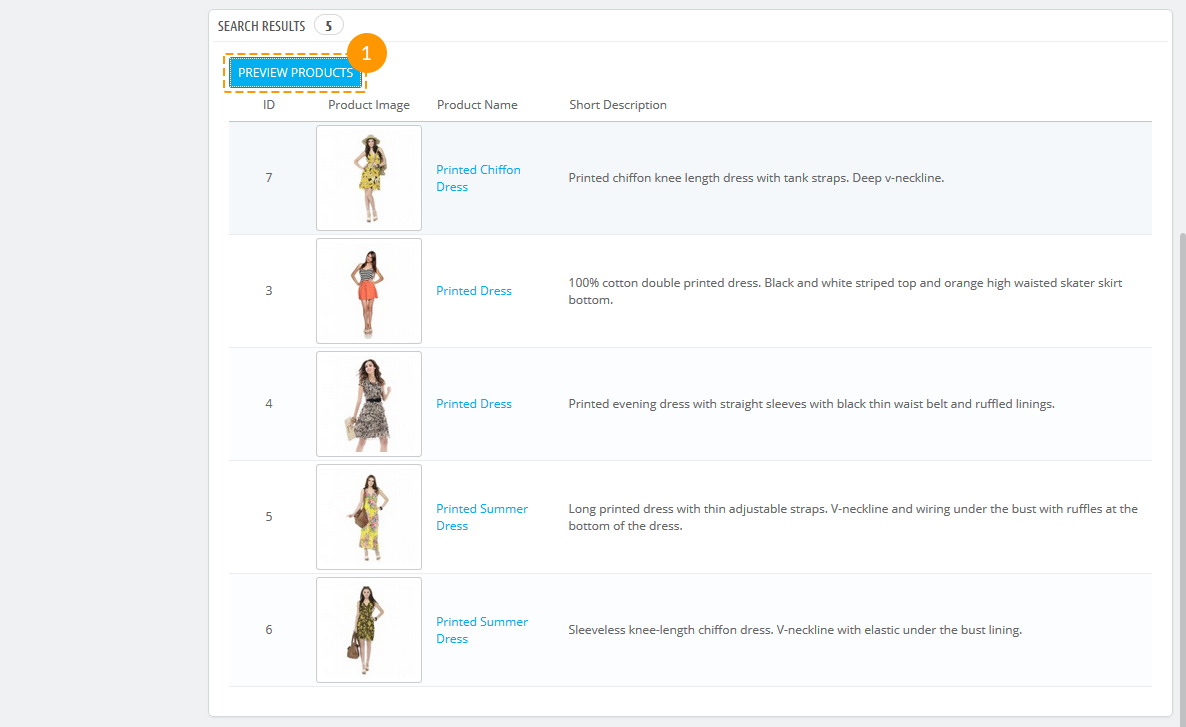 SEARCH RESULTS 5
1
PREVIEW PRODUCTS
ID Product Image Product Name Short Description
7 Printed Chiffon Dress Printed chiffon knee length dress with tank straps. Deep v-neckline.
3 Printed Dress 100% cotton double printed dress. Black and white striped top and orange high waisted skater skirt
bottom.
4 Printed Dress Printed evening dress with straight sleeves with black thin waist belt and ruffled linings.
5 Printed Summer Dress Long printed dress with thin adjustable straps. V-neckline and wiring under the bust with ruffles at the
bottom of the dress.
6 Printed Summer Dress Sleeveless knee-length chiffon dress. V-neckline with elastic under the bust lining.